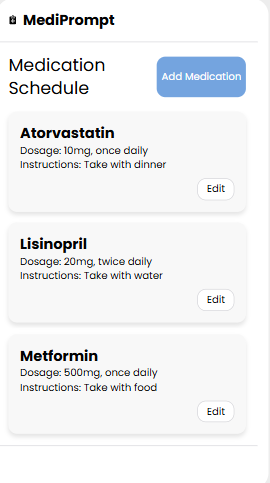 MediPrompt
Medication
Schedule
Add Medication
Atorvastatin
Dosage: 10mg, once daily
Instructions: Take with dinner
Edit
Lisinopril
Dosage: 20mg, twice daily
Instructions: Take with water
Edit
Metformin
Dosage: 500mg, once daily
Instructions: Take with food
Edit